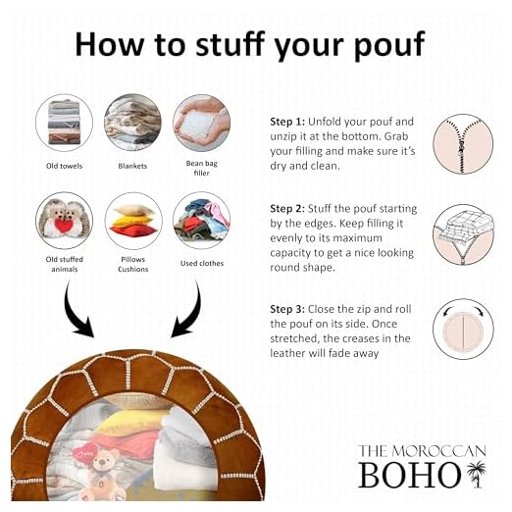 How to stuff your pouf
Old towels
Blankets
Bean bag
filler
Old stuffed
animals
Pillows
Cushions
Used clothes
Step 1: Unfold your pouf and
unzip it at the bottom. Grab
your filling and make sure it's
dry and clean.
Step 2: Stuff the pouf starting
by the edges. Keep filling it
evenly to its maximum
capacity to get a nice looking
round shape.
Step 3: Close the zip and roll
the pouf on its side. Once
stretched, the creases in the
leather will fade away
THE MOROCCAN
BOHO